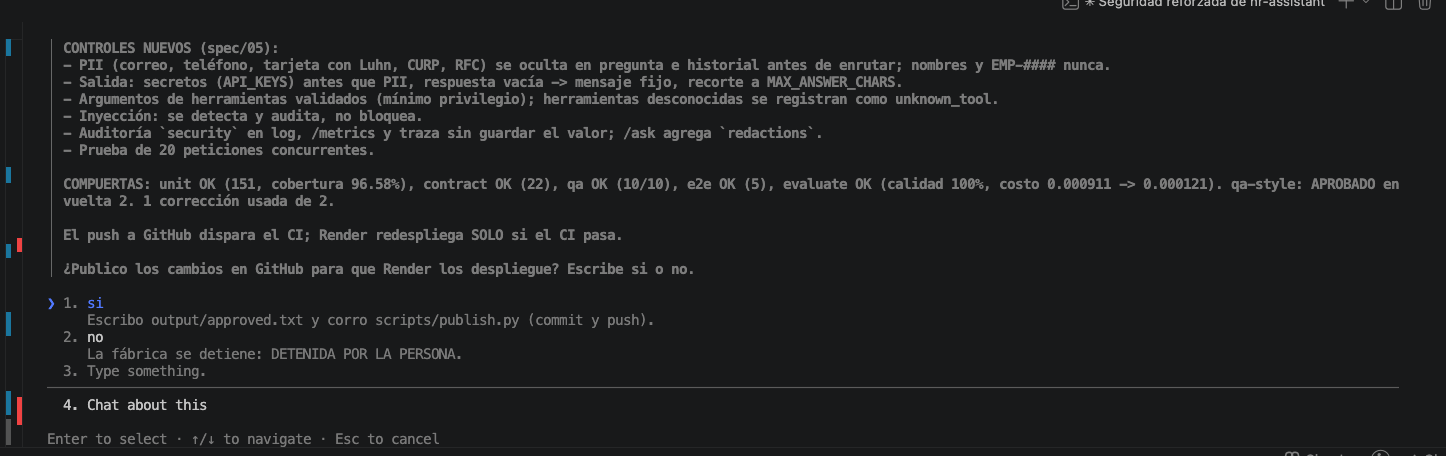 Seguridad reforzada de hr-assistant
CONTROLES NUEVOS (spec/05):
- PII (correo, teléfono, tarjeta con Luhn, CURP, RFC) se oculta en pregunta e historial antes de enrutar; nombres y EMP-#### nunca.
- Salida: secretos (API_KEYS) antes que PII, respuesta vacía -> mensaje fijo, recorte a MAX_ANSWER_CHARS.
- Argumentos de herramientas validados (mínimo privilegio); herramientas desconocidas se registran como unknown_tool.
- Inyección: se detecta y audita, no bloquea.
- Auditoría `security` en log, /metrics y traza sin guardar el valor; /ask agrega `redactions`.
- Prueba de 20 peticiones concurrentes.
COMPUERTAS: unit OK (151, cobertura 96.58%), contract OK (22), qa OK (10/10), e2e OK (5), evaluate OK (calidad 100%, costo 0.000911 -> 0.000121). qa-style: APROBADO en
vuelta 2. 1 corrección usada de 2.
El push a GitHub dispara el CI; Render redespliega SOLO si el CI pasa.
¿Publico los cambios en GitHub para que Render los despliegue? Escribe si o no.
❯ 1. si
Escribo output/approved.txt y corro scripts/publish.py (commit y push).
2. no
La fábrica se detiene: DETENIDA POR LA PERSONA.
3. Type something.
4. Chat about this
Enter to select · ↑/↓ to navigate · Esc to cancel